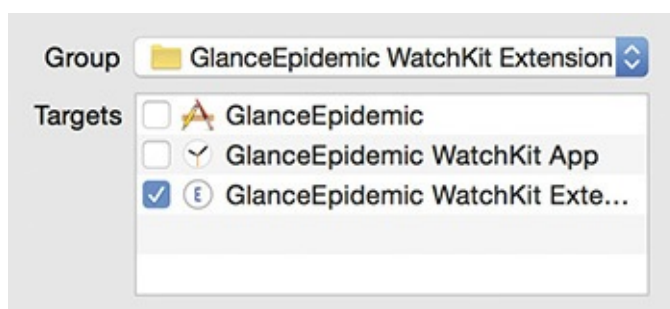 Group GlanceEpidemic WatchKit Extension
Targets GlanceEpidemic
GlanceEpidemic WatchKit App
E GlanceEpidemic WatchKit Exte...